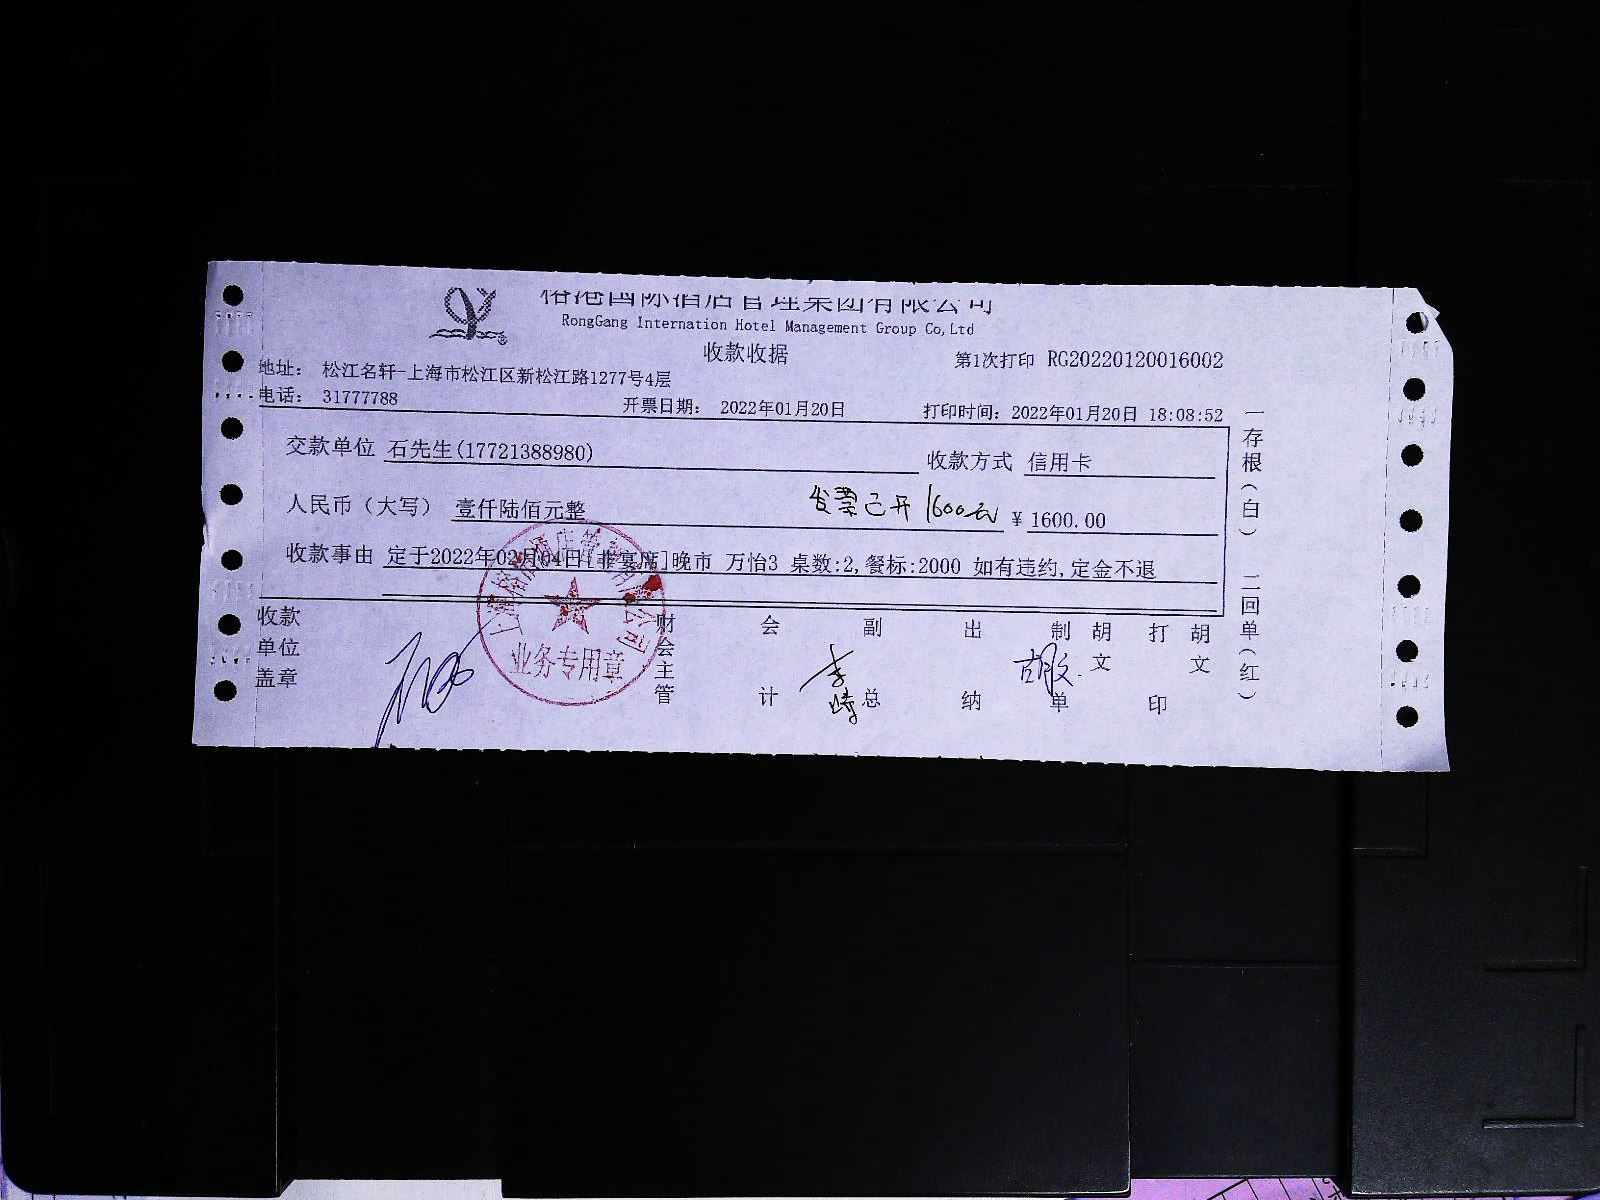 榕港国际酒店管理集团有限公司
RongGang Internation Hotel Management Group Co,Ltd
收款收据
第1次打印 RG20220120016002
地址： 松江名轩-上海市松江区新松江路1277号4层
电话： 31777788
开票日期： 2022年01月20日
打印时间：2022年01月20日 18:08:52
交款单位 石先生(17721388980)
收款方式 信用卡
人民币（大写） 壹仟陆佰元整
发票已开 1600元
¥ 1600.00
收款事由 定于2022年02月04日[非宴席]晚市 万怡3 桌数:2,餐标:2000 如有违约,定金不退
收款单位盖章
业务专用章
财会主管
会计
副总
出纳
制单
胡文
打印
胡文
胡文
一存根（白） 二回单（红）